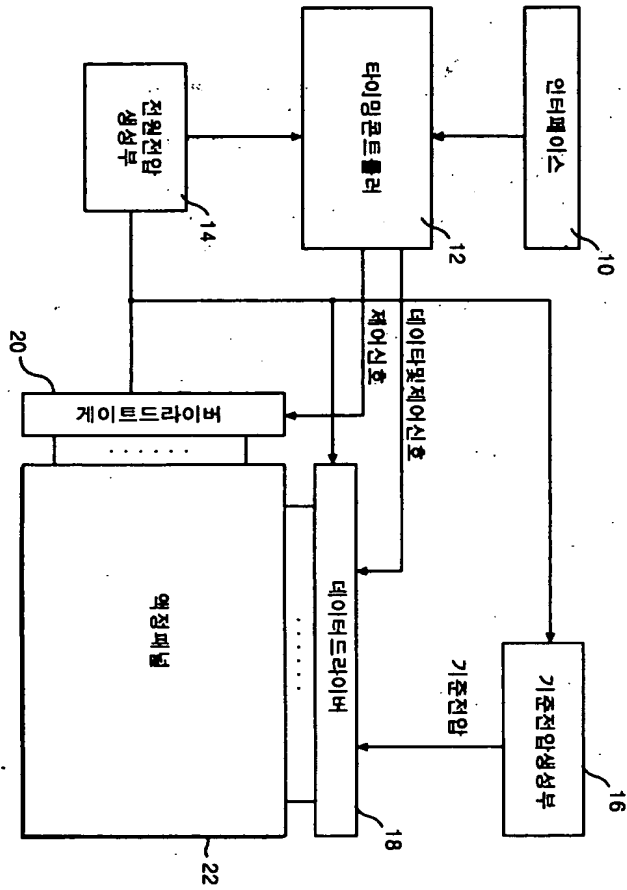 인터페이스
10
타이밍콘트롤러
12
전원전압
생성부
14
제어신호
데이타및제어신호
20
게이트드라이버
데이터드라이버
18
기준전압
기준전압생성부
16
액정패널
22